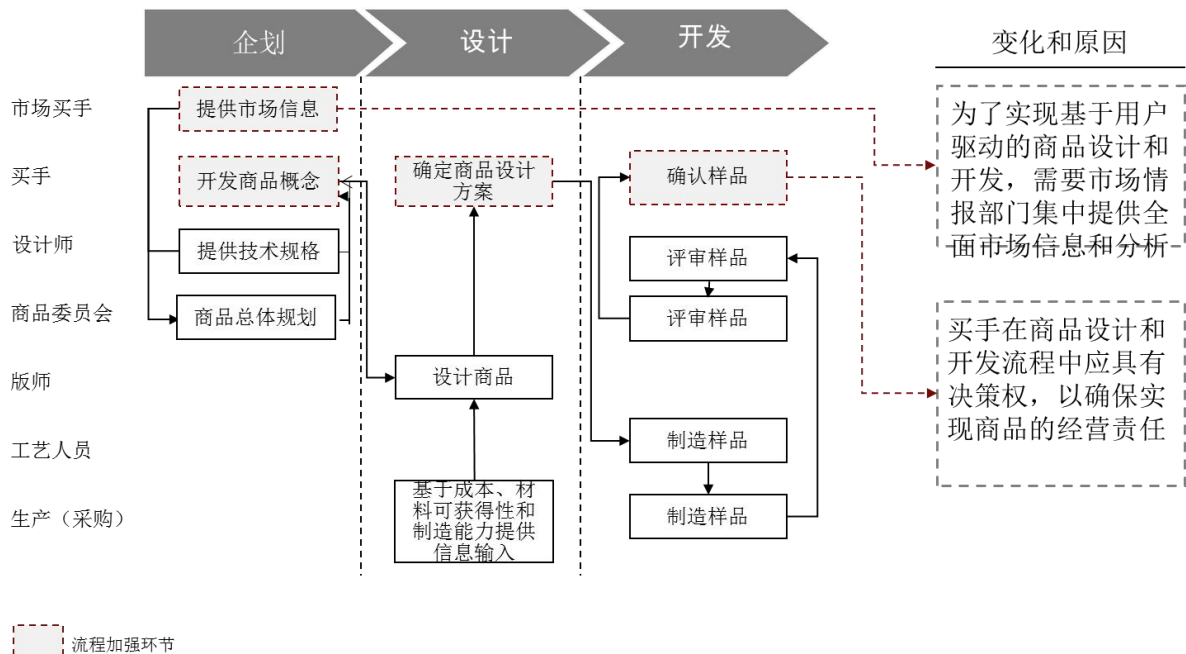 企划
设计
开发
变化和原因
市场买手
提供市场信息
为了实现基于用户
驱动的商品设计和
开发，需要市场情
报部门集中提供全
面市场信息和分析
买手
开发商品概念
确定商品设计
方案
确认样品
设计师
提供技术规格
评审样品
商品委员会
商品总体规划
评审样品
买手在商品设计和
开发流程中应具有
决策权，以确保实
现商品的经营责任
版师
设计商品
工艺人员
制造样品
生产（采购）
基于成本、材
料可获得性和
制造能力提供
信息输入
制造样品
流程加强环节